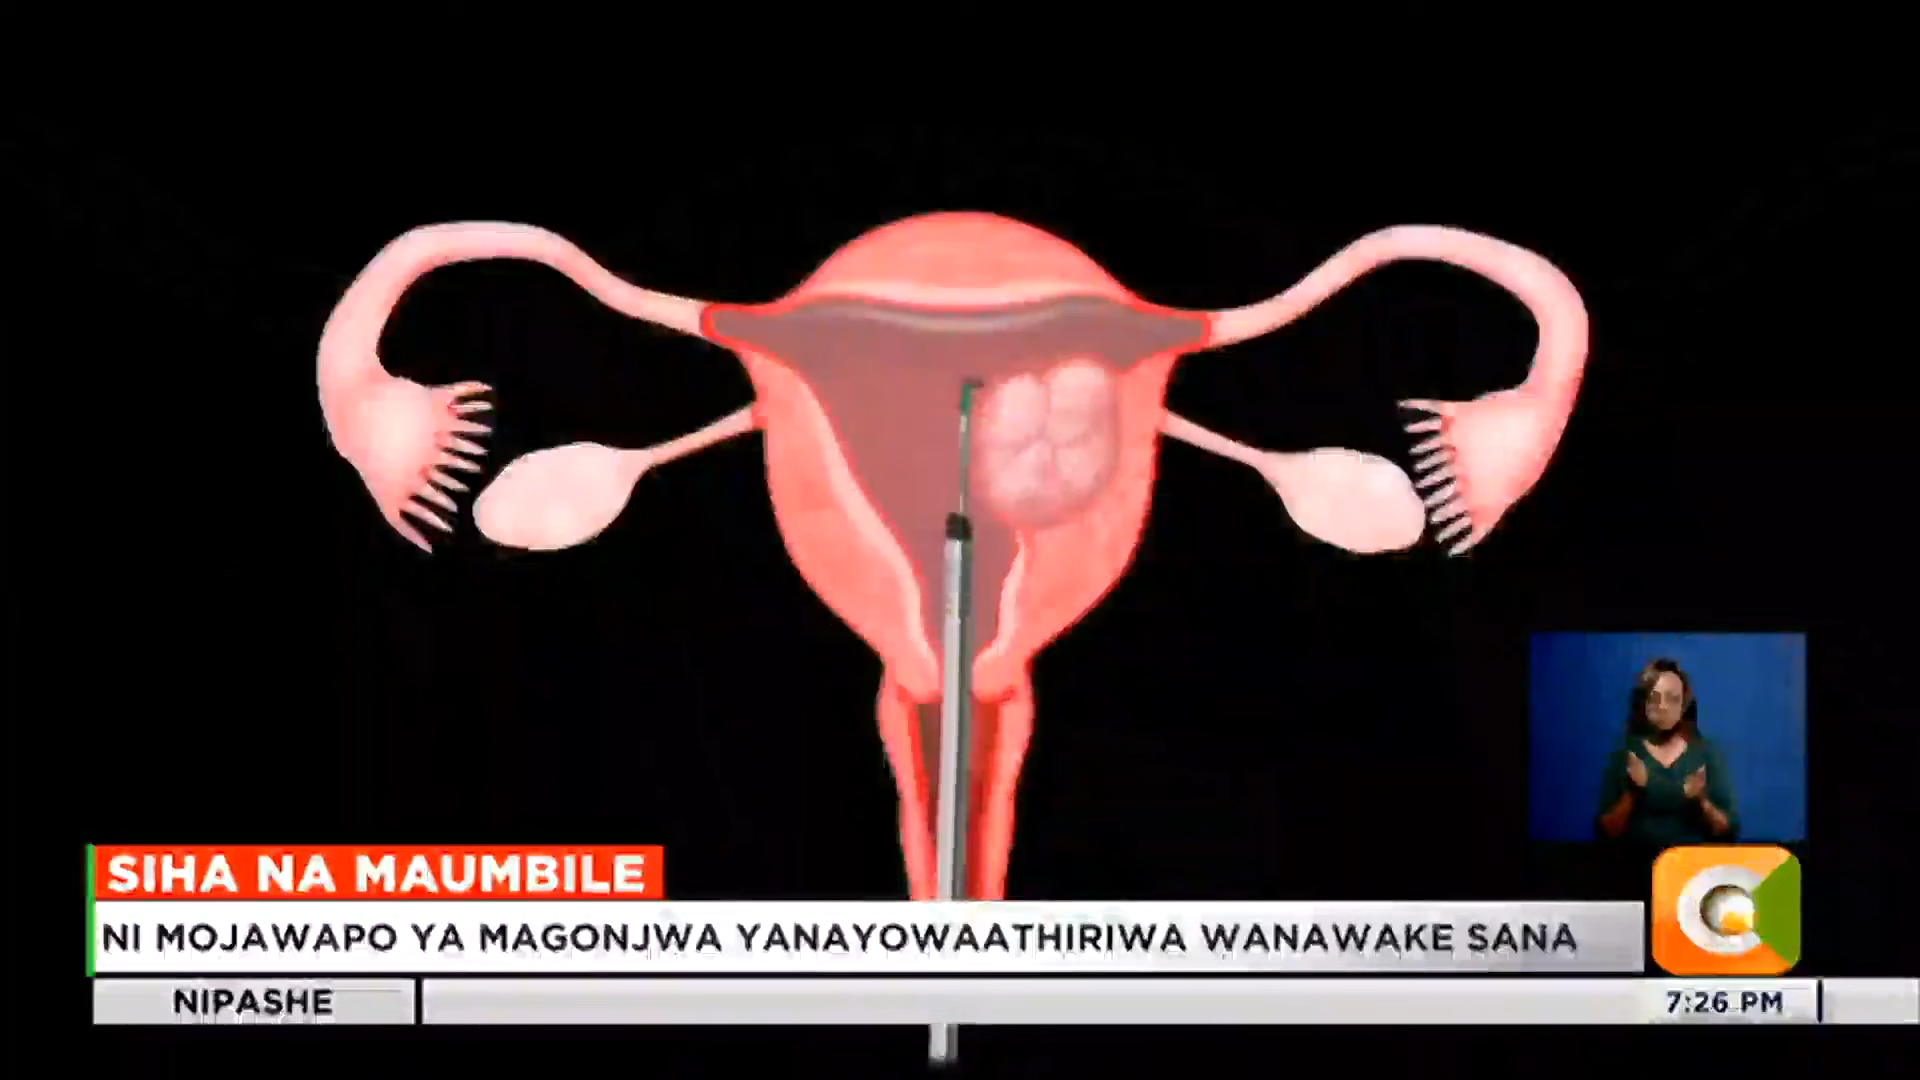 SIHA NA MAUMBILE
NI MOJAWAPO YA MAGONJWA YANAYOWAATHIRIWA WANAWAKE SANA
NIPASHE
7:26 PM